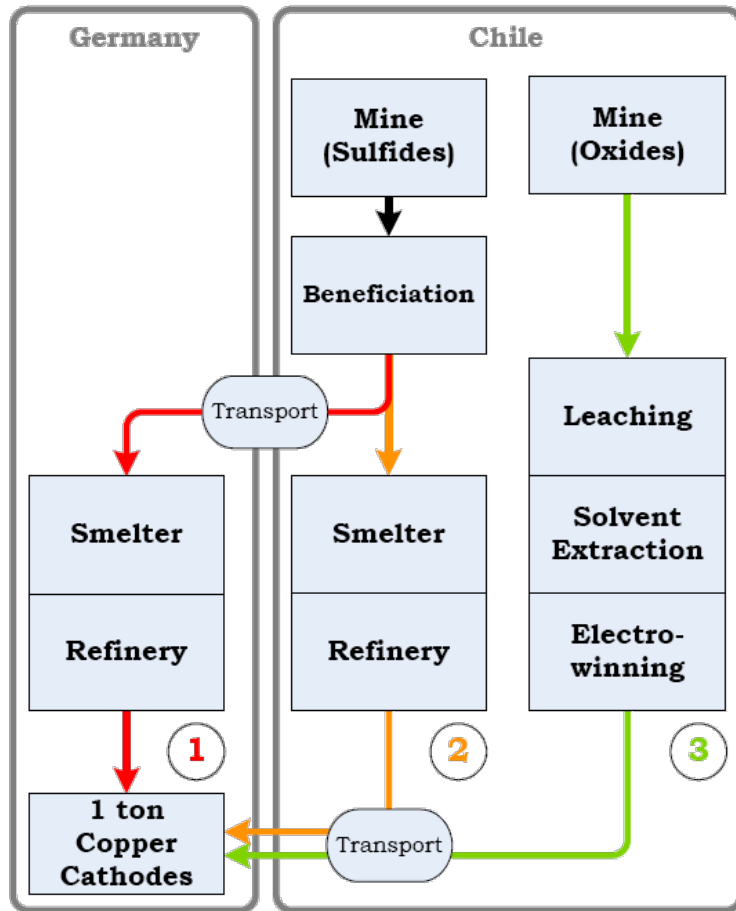 Germany
Chile
Mine
(Sulfides)
Mine
(Oxides)
Beneficiation
Transport
Leaching
Smelter
Smelter
Solvent
Extraction
Refinery
Refinery
Electro-
winning
1
2
3
1 ton
Copper
Cathodes
Transport